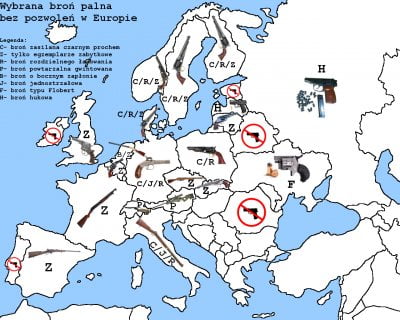 Wybrana broń palna
bez pozwoleń w Europie
Legenda:
C- broń zasilana czarnym prochem
Z- tylko egzemplarze zabytkowe
R- broń rozdzielnego ładowania
P- broń powtarzalna gwintowana
B- broń o bocznym zapłonie
J- broń jednostrzałowa
F- broń typu Flobert
H- broń hukowa
C/R/Z
C/R/Z
C/R/Z
C/R/Z
H
H
Z
Z
Z
C/R
C/J/R
F
Z
P
C/J/R
Z